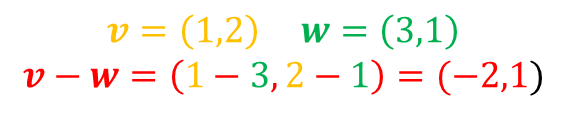 v = (1,2) w = (3,1)
v − w = (1 − 3, 2 − 1) = (−2,1)